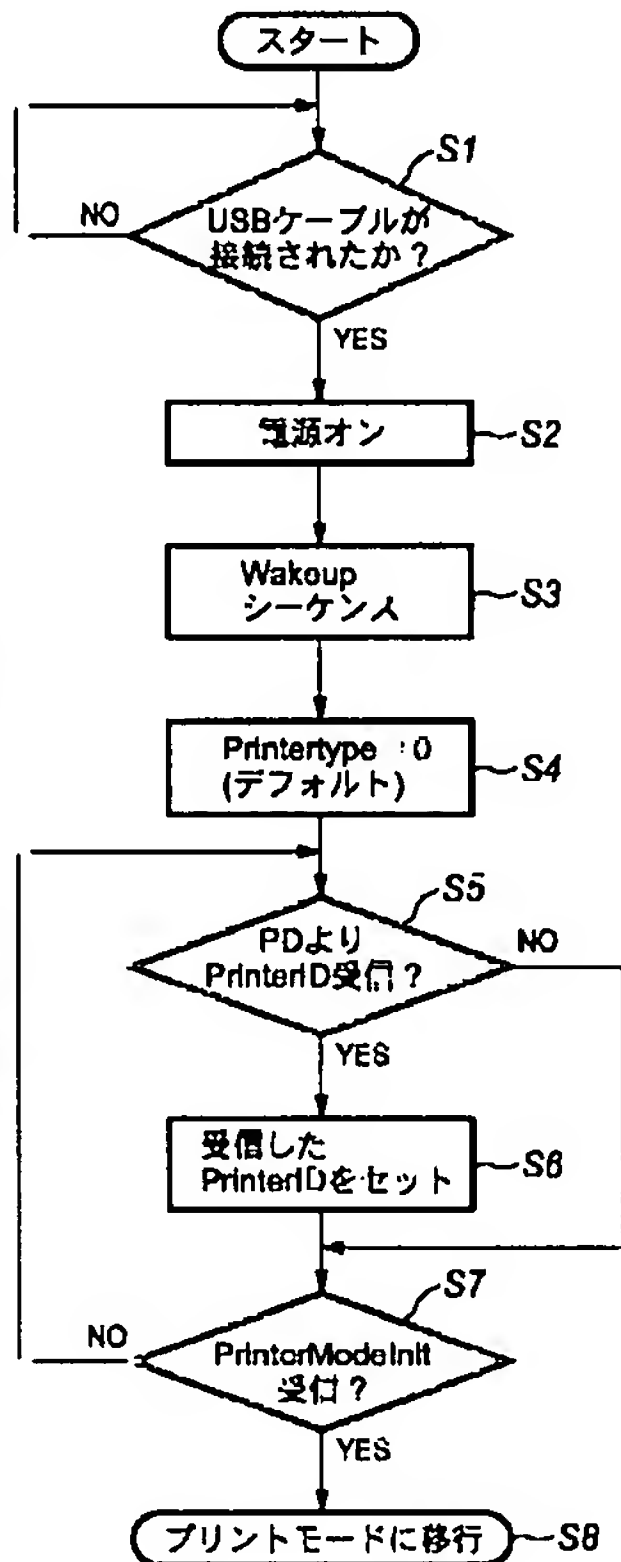 スタート
S1
NO
USBケーブルが
接続されたか？
YES
電源オン
S2
Wakeup
シーケンス
S3
Printertype :0
(デフォルト)
S4
S5
PDより
NO
PrinterID受信？
YES
受信した
PrinterIDをセット
S6
S7
NO
PrinterModeInit
受信？
YES
プリントモードに移行
S8